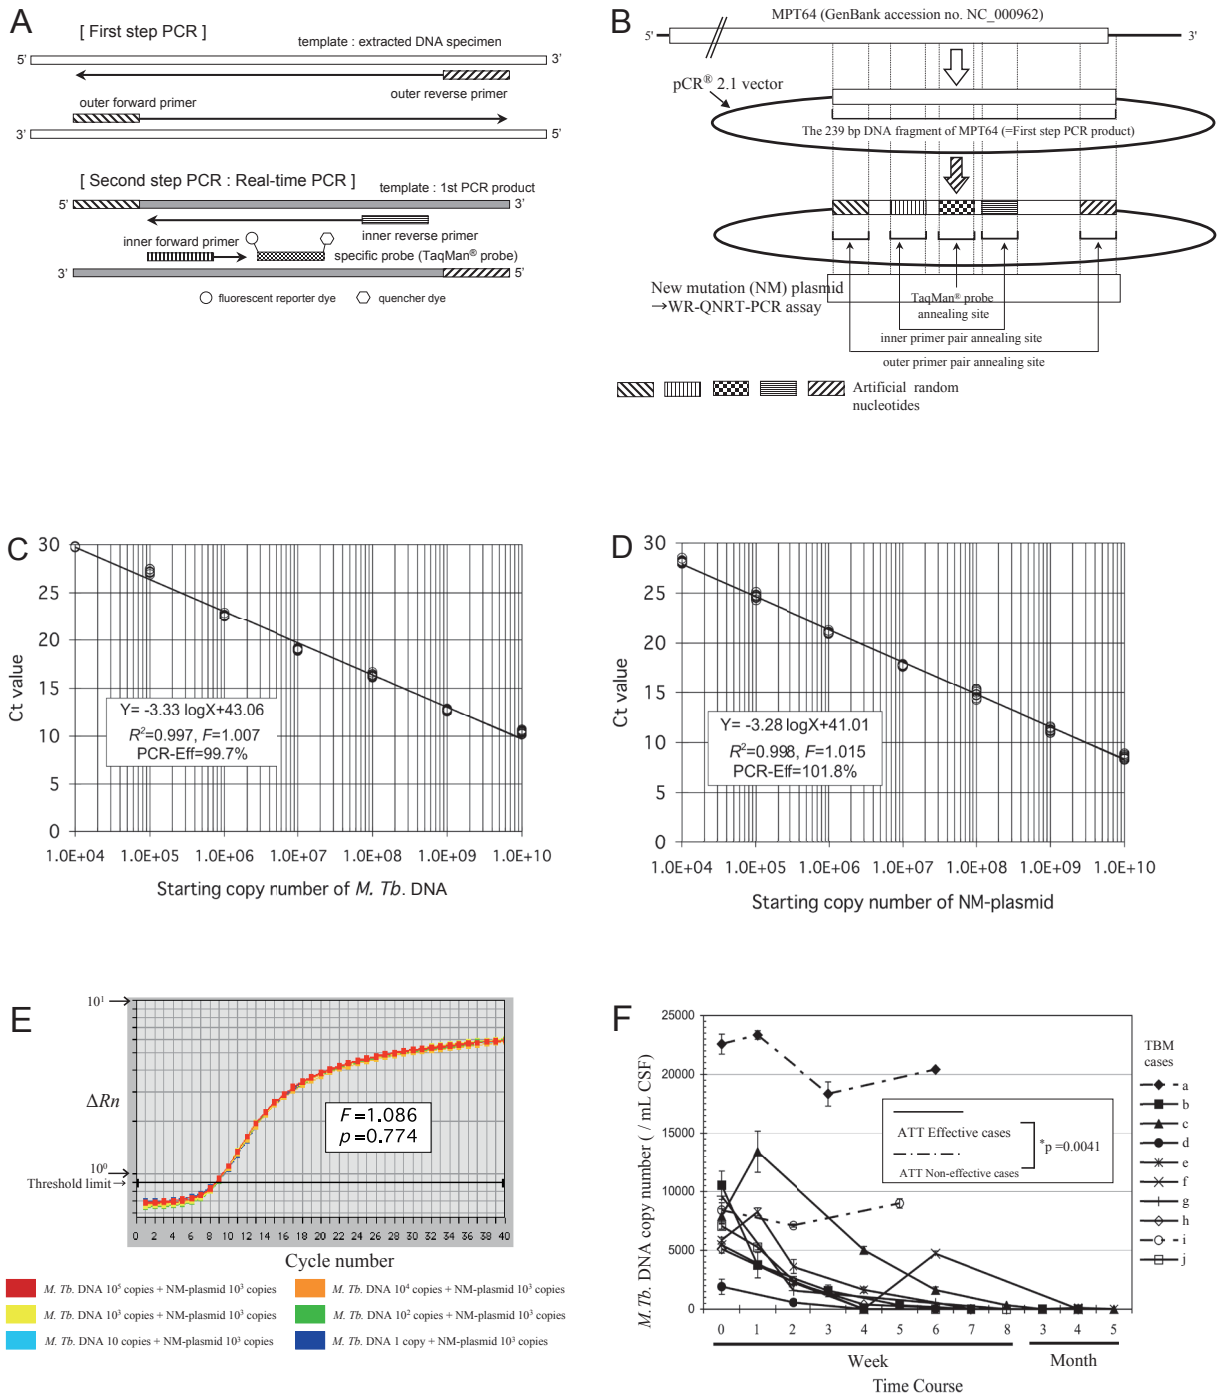 A
[ First step PCR ]
template : extracted DNA specimen
5’
3’
outer reverse primer
outer forward primer
3’
5’
[ Second step PCR : Real-time PCR ]
template : 1st PCR product
5’
3’
inner reverse primer
inner forward primer
specific probe (TaqMan® probe)
3’
5’
fluorescent reporter dye
quencher dye
B
MPT64 (GenBank accession no. NC_000962)
5’
3’
pCR® 2.1 vector
The 239 bp DNA fragment of MPT64 (=First step PCR product)
New mutation (NM) plasmid
→WR-QNRT-PCR assay
TaqMan® probe
annealing site
inner primer pair annealing site
outer primer pair annealing site
Artificial random
nucleotides
C
Ct value
30
25
20
15
10
5
0
Y= -3.33 logX+43.06
R²=0.997, F=1.007
PCR-Eff=99.7%
1.0E+04 1.0E+05 1.0E+06 1.0E+07 1.0E+08 1.0E+09 1.0E+10
Starting copy number of M. Tb. DNA
D
Ct value
30
25
20
15
10
5
0
Y= -3.28 logX+41.01
R²=0.998, F=1.015
PCR-Eff=101.8%
1.0E+04 1.0E+05 1.0E+06 1.0E+07 1.0E+08 1.0E+09 1.0E+10
Starting copy number of NM-plasmid
E
10¹
ΔRn
10⁰
Threshold limit
F=1.086
p=0.774
0 2 4 6 8 10 12 14 16 18 20 22 24 26 28 30 32 34 36 38 40
Cycle number
M. Tb. DNA 10⁵ copies + NM-plasmid 10³ copies
M. Tb. DNA 10⁴ copies + NM-plasmid 10³ copies
M. Tb. DNA 10³ copies + NM-plasmid 10³ copies
M. Tb. DNA 10² copies + NM-plasmid 10³ copies
M. Tb. DNA 10 copies + NM-plasmid 10³ copies
M. Tb. DNA 1 copy + NM-plasmid 10³ copies
F
M.Tb. DNA copy number ( / mL CSF)
25000
20000
15000
10000
5000
0
ATT Effective cases
ATT Non-effective cases
*p =0.0041
TBM
cases
a
b
c
d
e
f
g
h
i
j
0 1 2 3 4 5 6 7 8 3 4 5
Week
Month
Time Course